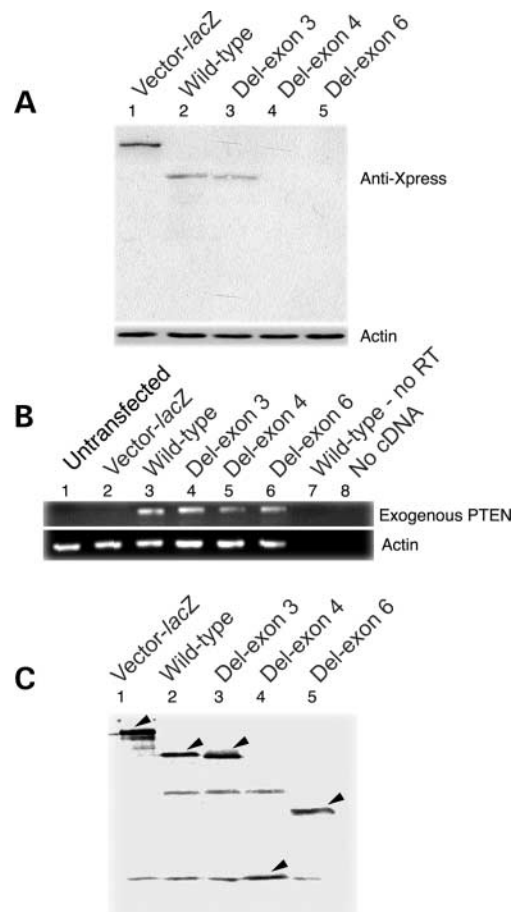 A
Vector-lacZ
Wild-type
Del-exon 3
Del-exon 4
Del-exon 6
1 2 3 4 5
Anti-Xpress
Actin
B
Untransfected
Vector-lacZ
Wild-type
Del-exon 3
Del-exon 4
Del-exon 6
Wild-type - no RT
No cDNA
1 2 3 4 5 6 7 8
Exogenous PTEN
Actin
C
Vector-lacZ
Wild-type
Del-exon 3
Del-exon 4
Del-exon 6
1 2 3 4 5